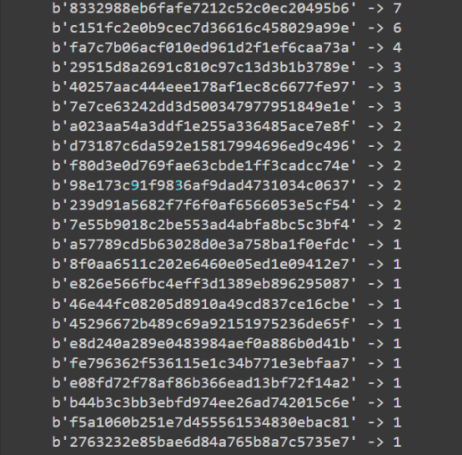 b'8332988eb6fafe7212c52c0ec20495b6' -> 7
b'c151fc2e0b9cec7d36616c458029a99e' -> 6
b'fa7c7b06acf010ed961d2f1ef6caa73a' -> 4
b'29515d8a2691c810c97c13d3b1b3789e' -> 3
b'40257aac444eee178af1ec8c6677fe97' -> 3
b'7e7ce63242dd3d500347977951849e1e' -> 3
b'a023aa54a3ddf1e255a336485ace7e8f' -> 2
b'd73187c6da592e15817994696ed9c496' -> 2
b'f80d3e0d769fae63cbde1ff3cadcc74e' -> 2
b'98e173c91f9836af9dad4731034c0637' -> 2
b'239d91a5682f7f6f0af6566053e5cf54' -> 2
b'7e55b9018c2be553ad4abfa8bc5c3bf4' -> 2
b'a57789cd5b63028d0e3a758ba1f0efdc' -> 1
b'8f0aa6511c202e6460e05ed1e09412e7' -> 1
b'e826e566fbc4eff3d1389eb896295087' -> 1
b'46e44fc08205d8910a49cd837ce16cbe' -> 1
b'45296672b489c69a92151975236de65f' -> 1
b'e8d240a289e0483984aef0a886b0d41b' -> 1
b'fe796362f536115e1c34b771e3ebfaa7' -> 1
b'e08fd72f78af86b366ead13bf72f14a2' -> 1
b'b44b3c3bb3ebfd974ee26ad742015c6e' -> 1
b'f5a1060b251e7d455561534830ebac81' -> 1
b'2763232e85bae6d84a765b8a7c5735e7' -> 1